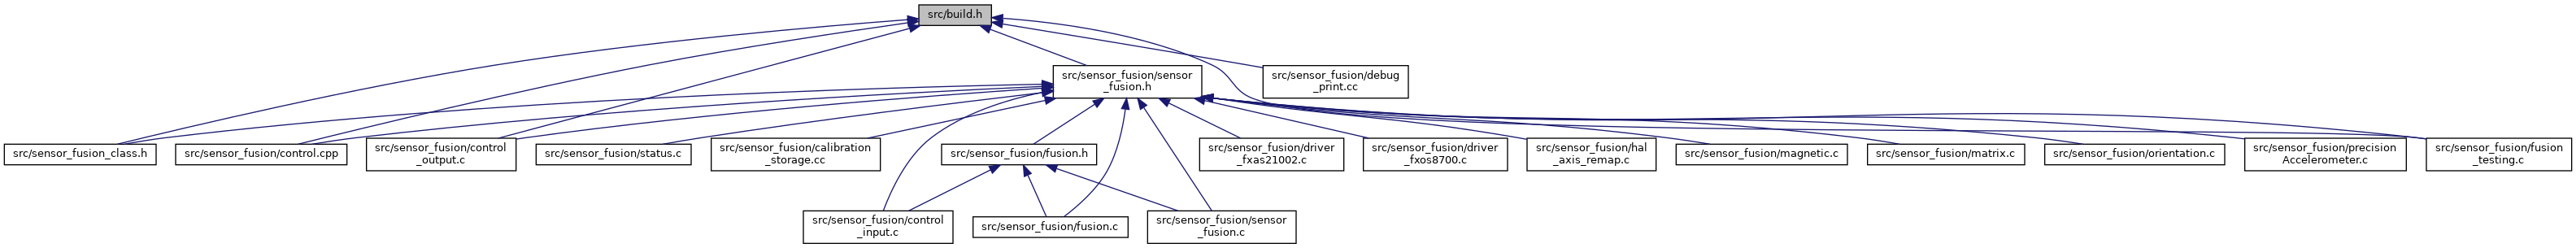 src/build.h
src/sensor_fusion/sensor
_fusion.h
src/sensor_fusion/debug
_print.cc
src/sensor_fusion_class.h
src/sensor_fusion/control.cpp
src/sensor_fusion/control
_output.c
src/sensor_fusion/status.c
src/sensor_fusion/calibration
_storage.cc
src/sensor_fusion/fusion.h
src/sensor_fusion/driver
_fxas21002.c
src/sensor_fusion/driver
_fxos8700.c
src/sensor_fusion/hal
_axis_remap.c
src/sensor_fusion/magnetic.c
src/sensor_fusion/matrix.c
src/sensor_fusion/orientation.c
src/sensor_fusion/precision
Accelerometer.c
src/sensor_fusion/fusion
_testing.c
src/sensor_fusion/control
_input.c
src/sensor_fusion/fusion.c
src/sensor_fusion/sensor
_fusion.c